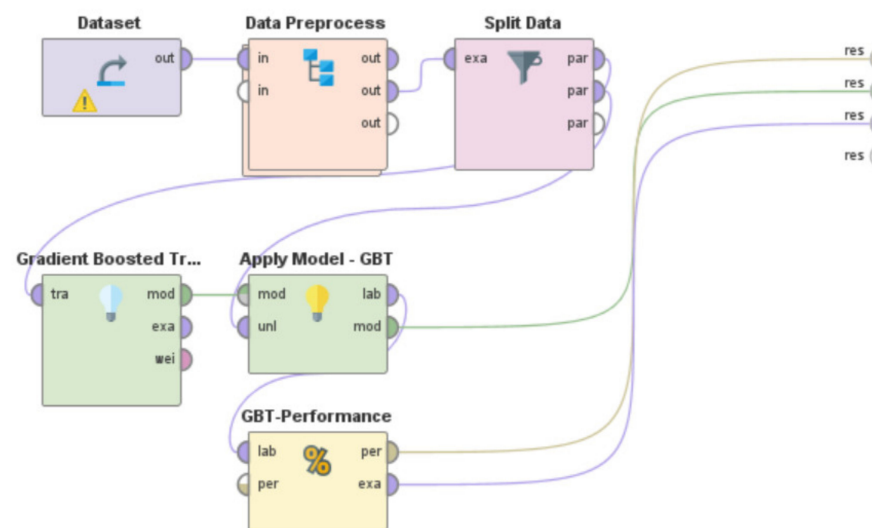 Dataset
Data Preprocess
Split Data
out
in
out
exa
par
res
in
out
par
res
out
par
res
res
Gradient Boosted Tr...
Apply Model - GBT
tra
mod
mod
lab
exa
unl
mod
wei
GBT-Performance
lab
per
%
per
exa